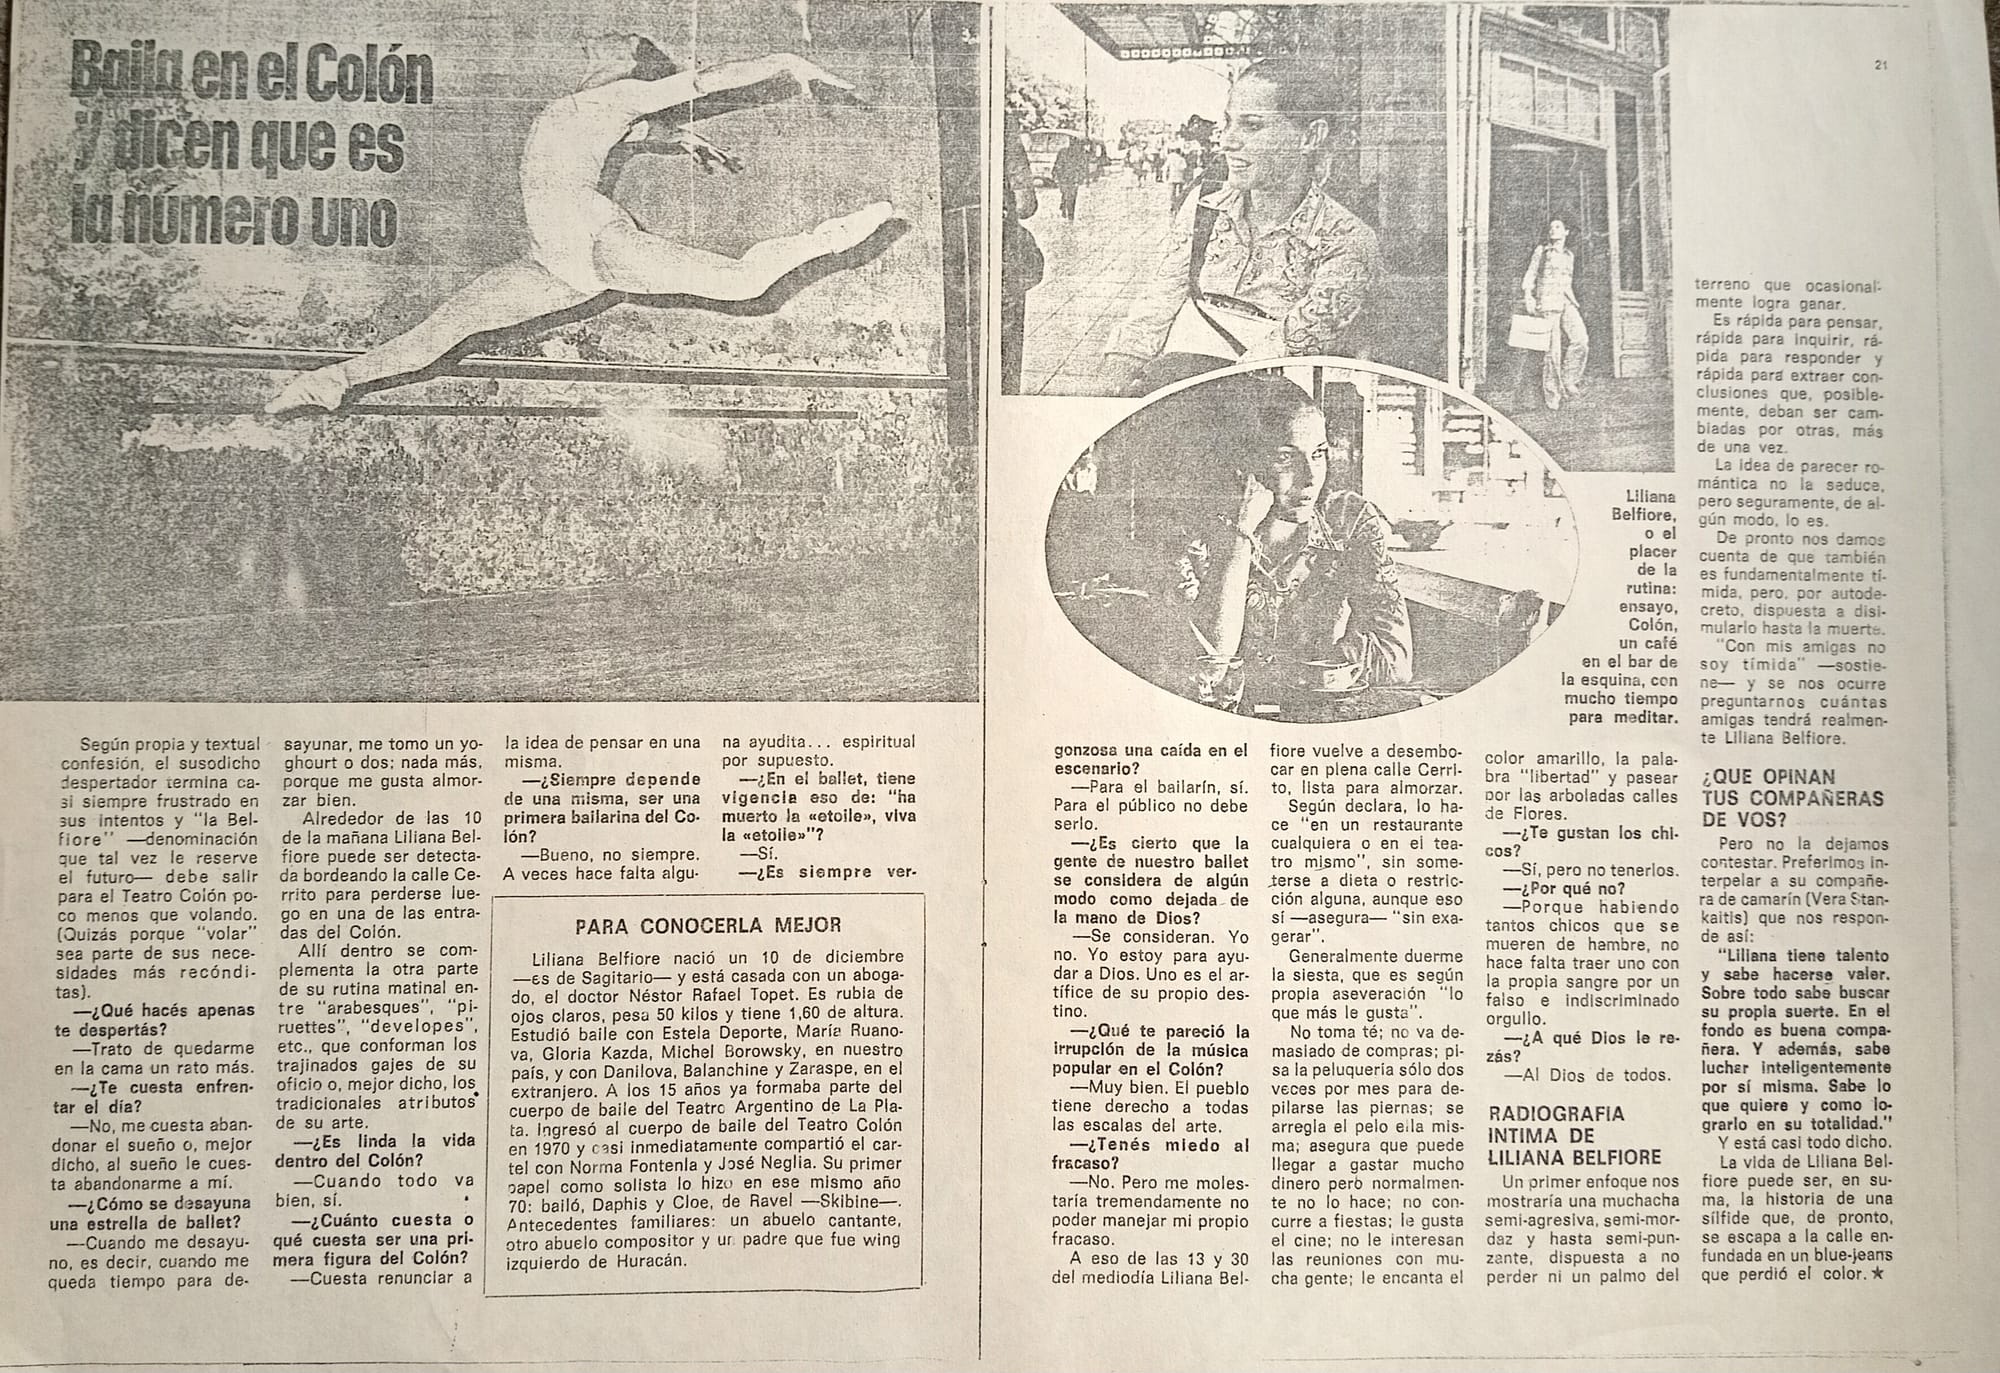 Baila en el Colón
y dicen que es
la número uno
Según propia y textual
confesión, el susodicho
despertador termina ca-
si siempre frustrado en
sus intentos y "la Bel-
fiore" —denominación
que tal vez le reserve
el futuro— debe salir
para el Teatro Colón po-
co menos que volando.
(Quizás porque "volar"
sea parte de sus nece-
sidades más recóndi-
tas).
—¿Qué hacés apenas
te despertás?
—Trato de quedarme
en la cama un rato más.
—¿Te cuesta enfren-
tar el día?
—No, me cuesta aban-
donar el sueño o, mejor
dicho, al sueño le cues-
ta abandonarme a mí.
—¿Cómo se desayuna
una estrella de ballet?
—Cuando me desayu-
no, es decir, cuando me
queda tiempo para de-
sayunar, me tomo un yo-
ghourt o dos; nada más,
porque me gusta almor-
zar bien.
Alrededor de las 10
de la mañana Liliana Bel-
fiore puede ser detecta-
da bordeando la calle Ce-
rrito para perderse lue-
go en una de las entra-
das del Colón.
Allí dentro se com-
plementa la otra parte
de su rutina matinal en-
tre "arabesques", "pi-
ruettes", "developes",
etc., que conforman los
trajinados gajes de su
oficio o, mejor dicho, los
tradicionales atributos
de su arte.
—¿Es linda la vida
dentro del Colón?
—Cuando todo va
bien, sí.
—¿Cuánto cuesta o
qué cuesta ser una pri-
mera figura del Colón?
—Cuesta renunciar a
la idea de pensar en una
misma.
—¿Siempre depende
de una misma, ser una
primera bailarina del Co-
lón?
—Bueno, no siempre.
A veces hace falta algu-
na ayudita... espiritual
por supuesto.
—¿En el ballet, tiene
vigencia eso de: "ha
muerto la «etoile», viva
la «etoile»"?
—Sí.
—¿Es siempre ver-
PARA CONOCERLA MEJOR
Liliana Belfiore nació un 10 de diciembre
—es de Sagitario— y está casada con un aboga-
do, el doctor Néstor Rafael Topet. Es rubia de
ojos claros, pesa 50 kilos y tiene 1,60 de altura.
Estudió baile con Estela Deporte, María Ruano-
va, Gloria Kazda, Michel Borowsky, en nuestro
país, y con Danilova, Balanchine y Zaraspe, en el
extranjero. A los 15 años ya formaba parte del
cuerpo de baile del Teatro Argentino de La Pla-
ta. Ingresó al cuerpo de baile del Teatro Colón
en 1970 y casi inmediatamente compartió el car-
tel con Norma Fontenla y José Neglia. Su primer
papel como solista lo hizo en ese mismo año
70: bailó, Daphis y Cloe, de Ravel —Skibine—.
Antecedentes familiares: un abuelo cantante,
otro abuelo compositor y un padre que fue wing
izquierdo de Huracán.
21
Liliana
Belfiore,
o el
placer
de la
rutina:
ensayo,
Colón,
un café
en el bar de
la esquina, con
mucho tiempo
para meditar.
gonzosa una caída en el
escenario?
—Para el bailarín, sí.
Para el público no debe
serlo.
—¿Es cierto que la
gente de nuestro ballet
se considera de algún
modo como dejada de
la mano de Dios?
—Se consideran. Yo
no. Yo estoy para ayu-
dar a Dios. Uno es el ar-
tífice de su propio des-
tino.
—¿Qué te pareció la
irrupción de la música
popular en el Colón?
—Muy bien. El pueblo
tiene derecho a todas
las escalas del arte.
—¿Tenés miedo al
fracaso?
—No. Pero me moles-
taría tremendamente no
poder manejar mi propio
fracaso.
A eso de las 13 y 30
del mediodía Liliana Bel-
fiore vuelve a desembo-
car en plena calle Cerri-
to, lista para almorzar.
Según declara, lo ha-
ce "en un restaurante
cualquiera o en el tea-
tro mismo", sin some-
terse a dieta o restric-
ción alguna, aunque eso
sí —asegura— "sin exa-
gerar".
Generalmente duerme
la siesta, que es según
propia aseveración "lo
que más le gusta".
No toma té; no va de-
masiado de compras; pi-
sa la peluquería sólo dos
veces por mes para de-
pilarse las piernas; se
arregla el pelo ella mis-
ma; asegura que puede
llegar a gastar mucho
dinero pero normalmen-
te no lo hace; no con-
curre a fiestas; le gusta
el cine; no le interesan
las reuniones con mu-
cha gente; le encanta el
color amarillo, la pala-
bra "libertad" y pasear
por las arboladas calles
de Flores.
—¿Te gustan los chi-
cos?
—Sí, pero no tenerlos.
—¿Por qué no?
—Porque habiendo
tantos chicos que se
mueren de hambre, no
hace falta traer uno con
la propia sangre por un
falso e indiscriminado
orgullo.
—¿A qué Dios le re-
zás?
—Al Dios de todos.
RADIOGRAFIA
INTIMA DE
LILIANA BELFIORE
Un primer enfoque nos
mostraría una muchacha
semi-agresiva, semi-mor-
daz y hasta semi-pun-
zante, dispuesta a no
perder ni un palmo del
terreno que ocasional-
mente logra ganar.
Es rápida para pensar,
rápida para inquirir, rá-
pida para responder y
rápida para extraer con-
clusiones que, posible-
mente, deban ser cam-
biadas por otras, más
de una vez.
La idea de parecer ro-
mántica no la seduce,
pero seguramente, de al-
gún modo, lo es.
De pronto nos damos
cuenta de que también
es fundamentalmente tí-
mida, pero, por autode-
creto, dispuesta a disi-
mularlo hasta la muerte.
"Con mis amigas no
soy tímida" —sostie-
ne— y se nos ocurre
preguntarnos cuántas
amigas tendrá realmen-
te Liliana Belfiore.
¿QUE OPINAN
TUS COMPAÑERAS
DE VOS?
Pero no la dejamos
contestar. Preferimos in-
terpelar a su compañe-
ra de camarín (Vera Stan-
kaitis) que nos respon-
de así:
"Liliana tiene talento
y sabe hacerse valer.
Sobre todo sabe buscar
su propia suerte. En el
fondo es buena compa-
ñera. Y además, sabe
luchar inteligentemente
por sí misma. Sabe lo
que quiere y como lo-
grarlo en su totalidad."
Y está casi todo dicho.
La vida de Liliana Bel-
fiore puede ser, en su-
ma, la historia de una
sílfide que, de pronto,
se escapa a la calle en-
fundada en un blue-jeans
que perdió el color.★